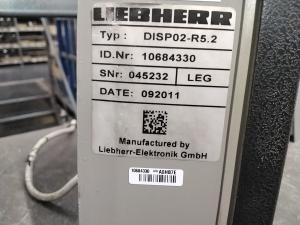 LIEBHERR
Typ : DISP02-R5.2
ID.Nr: 10684330
SNr: 045232 LEG
DATE: 092011
Manufactured by
Liebherr-Elektronik GmbH
10684330